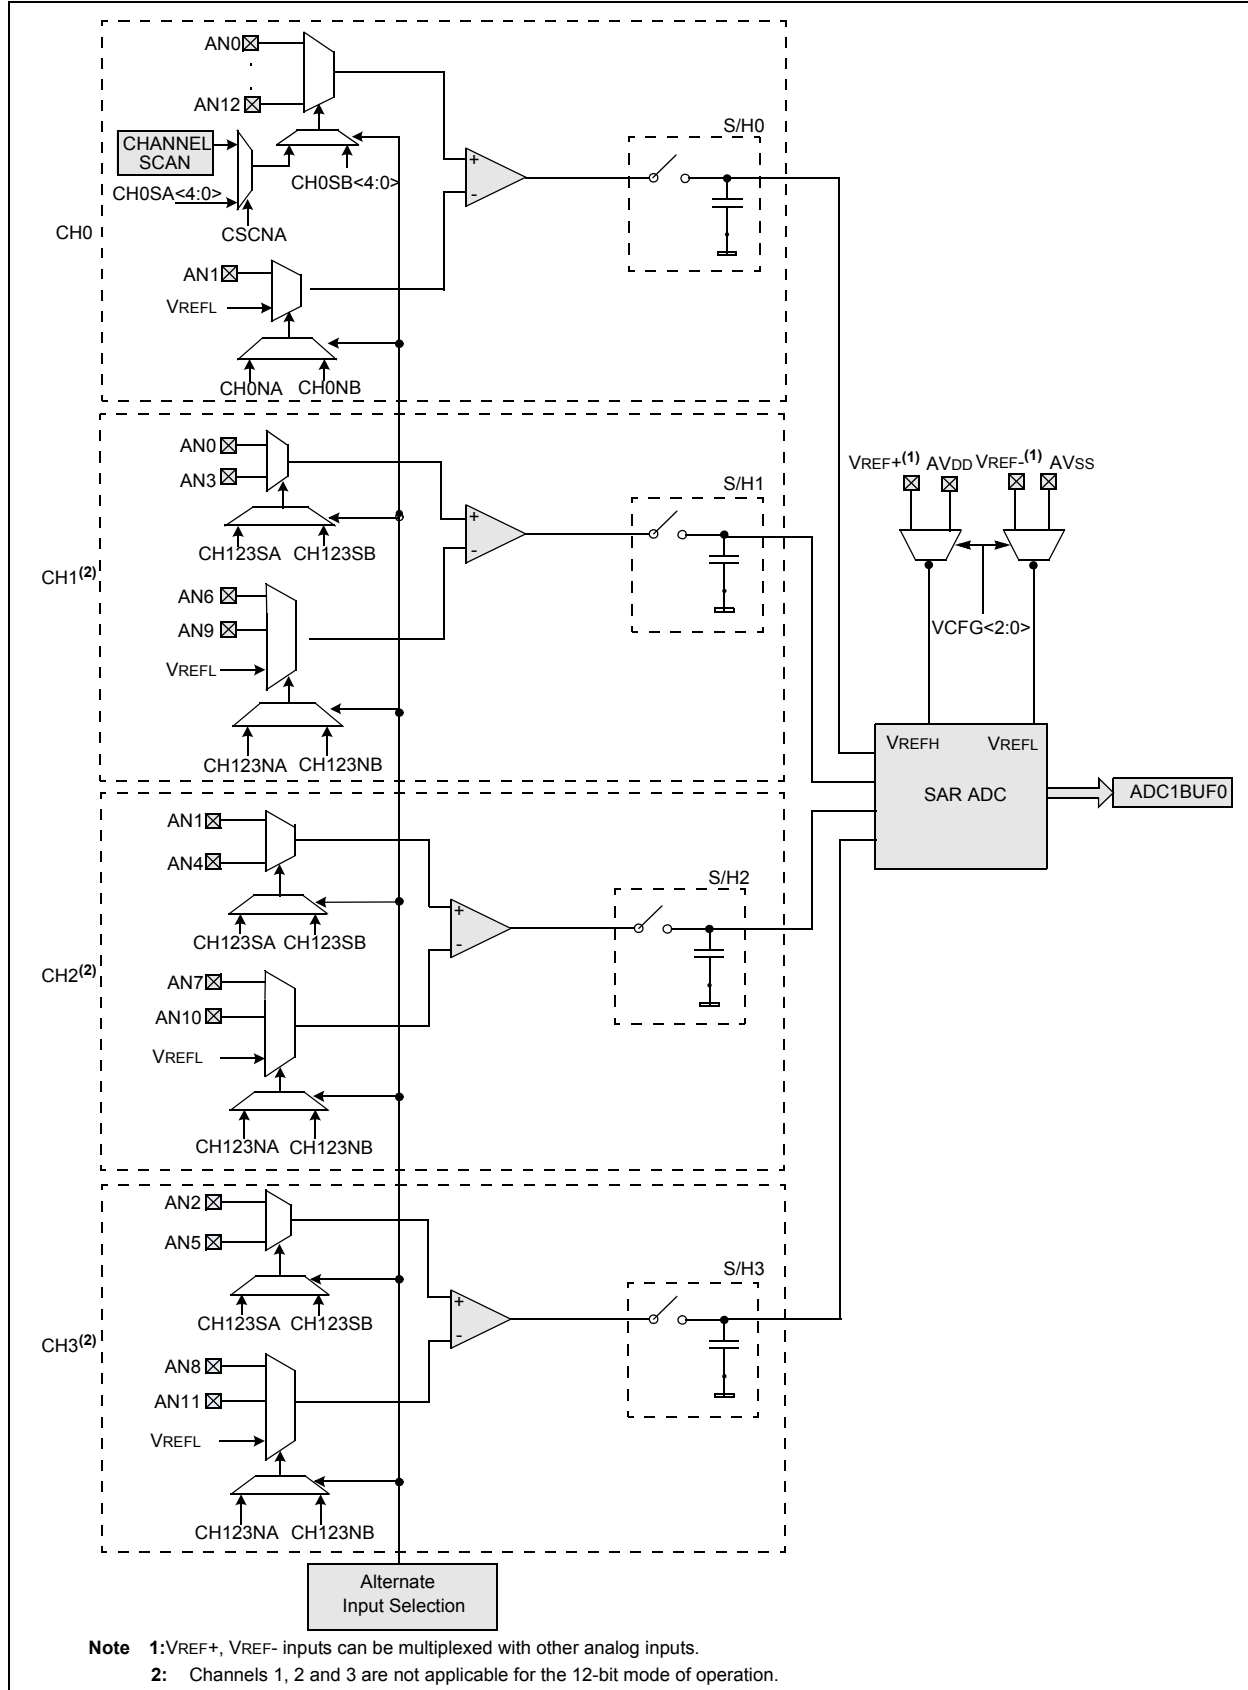 AN0
AN12
CHANNEL
SCAN
CH0SA<4:0>
CH0SB<4:0>
CSCNA
+
-
S/H0
CH0
AN1
VREFL
CH0NA CH0NB
AN0
AN3
CH123SA CH123SB
+
-
S/H1
CH1(2)
AN6
AN9
VREFL
CH123NA CH123NB
VREF+(1) AVDD VREF-(1) AVSS
VCFG<2:0>
VREFH VREFL
SAR ADC
ADC1BUF0
AN1
AN4
CH123SA CH123SB
+
-
S/H2
CH2(2)
AN7
AN10
VREFL
CH123NA CH123NB
AN2
AN5
CH123SA CH123SB
+
-
S/H3
CH3(2)
AN8
AN11
VREFL
CH123NA CH123NB
Alternate
Input Selection
Note 1:VREF+, VREF- inputs can be multiplexed with other analog inputs.
2: Channels 1, 2 and 3 are not applicable for the 12-bit mode of operation.